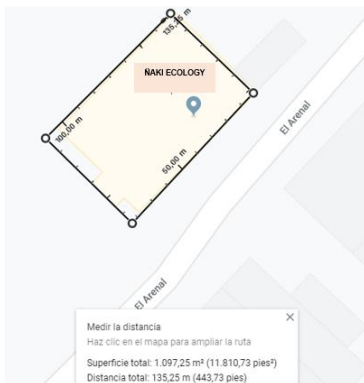 135,25 m
ÑAKI ECOLOGY
100,00 m
50,00 m
El Arenal
El Arenal
Medir la distancia
Haz clic en el mapa para ampliar la ruta
Superficie total: 1.097,25 m² (11.810,73 pies²)
Distancia total: 135,25 m (443,73 pies)